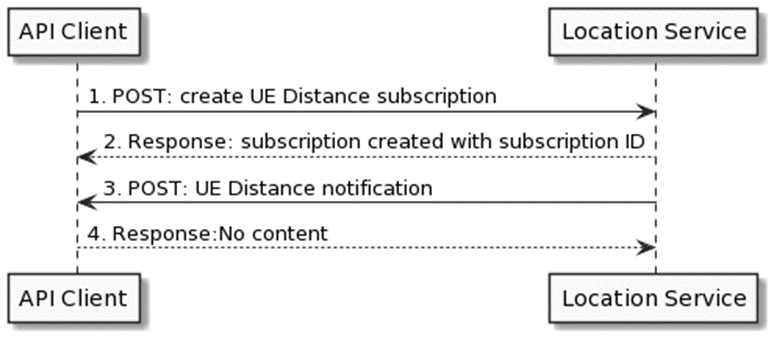 API Client
Location Service
1. POST: create UE Distance subscription
2. Response: subscription created with subscription ID
3. POST: UE Distance notification
4. Response:No content
API Client
Location Service